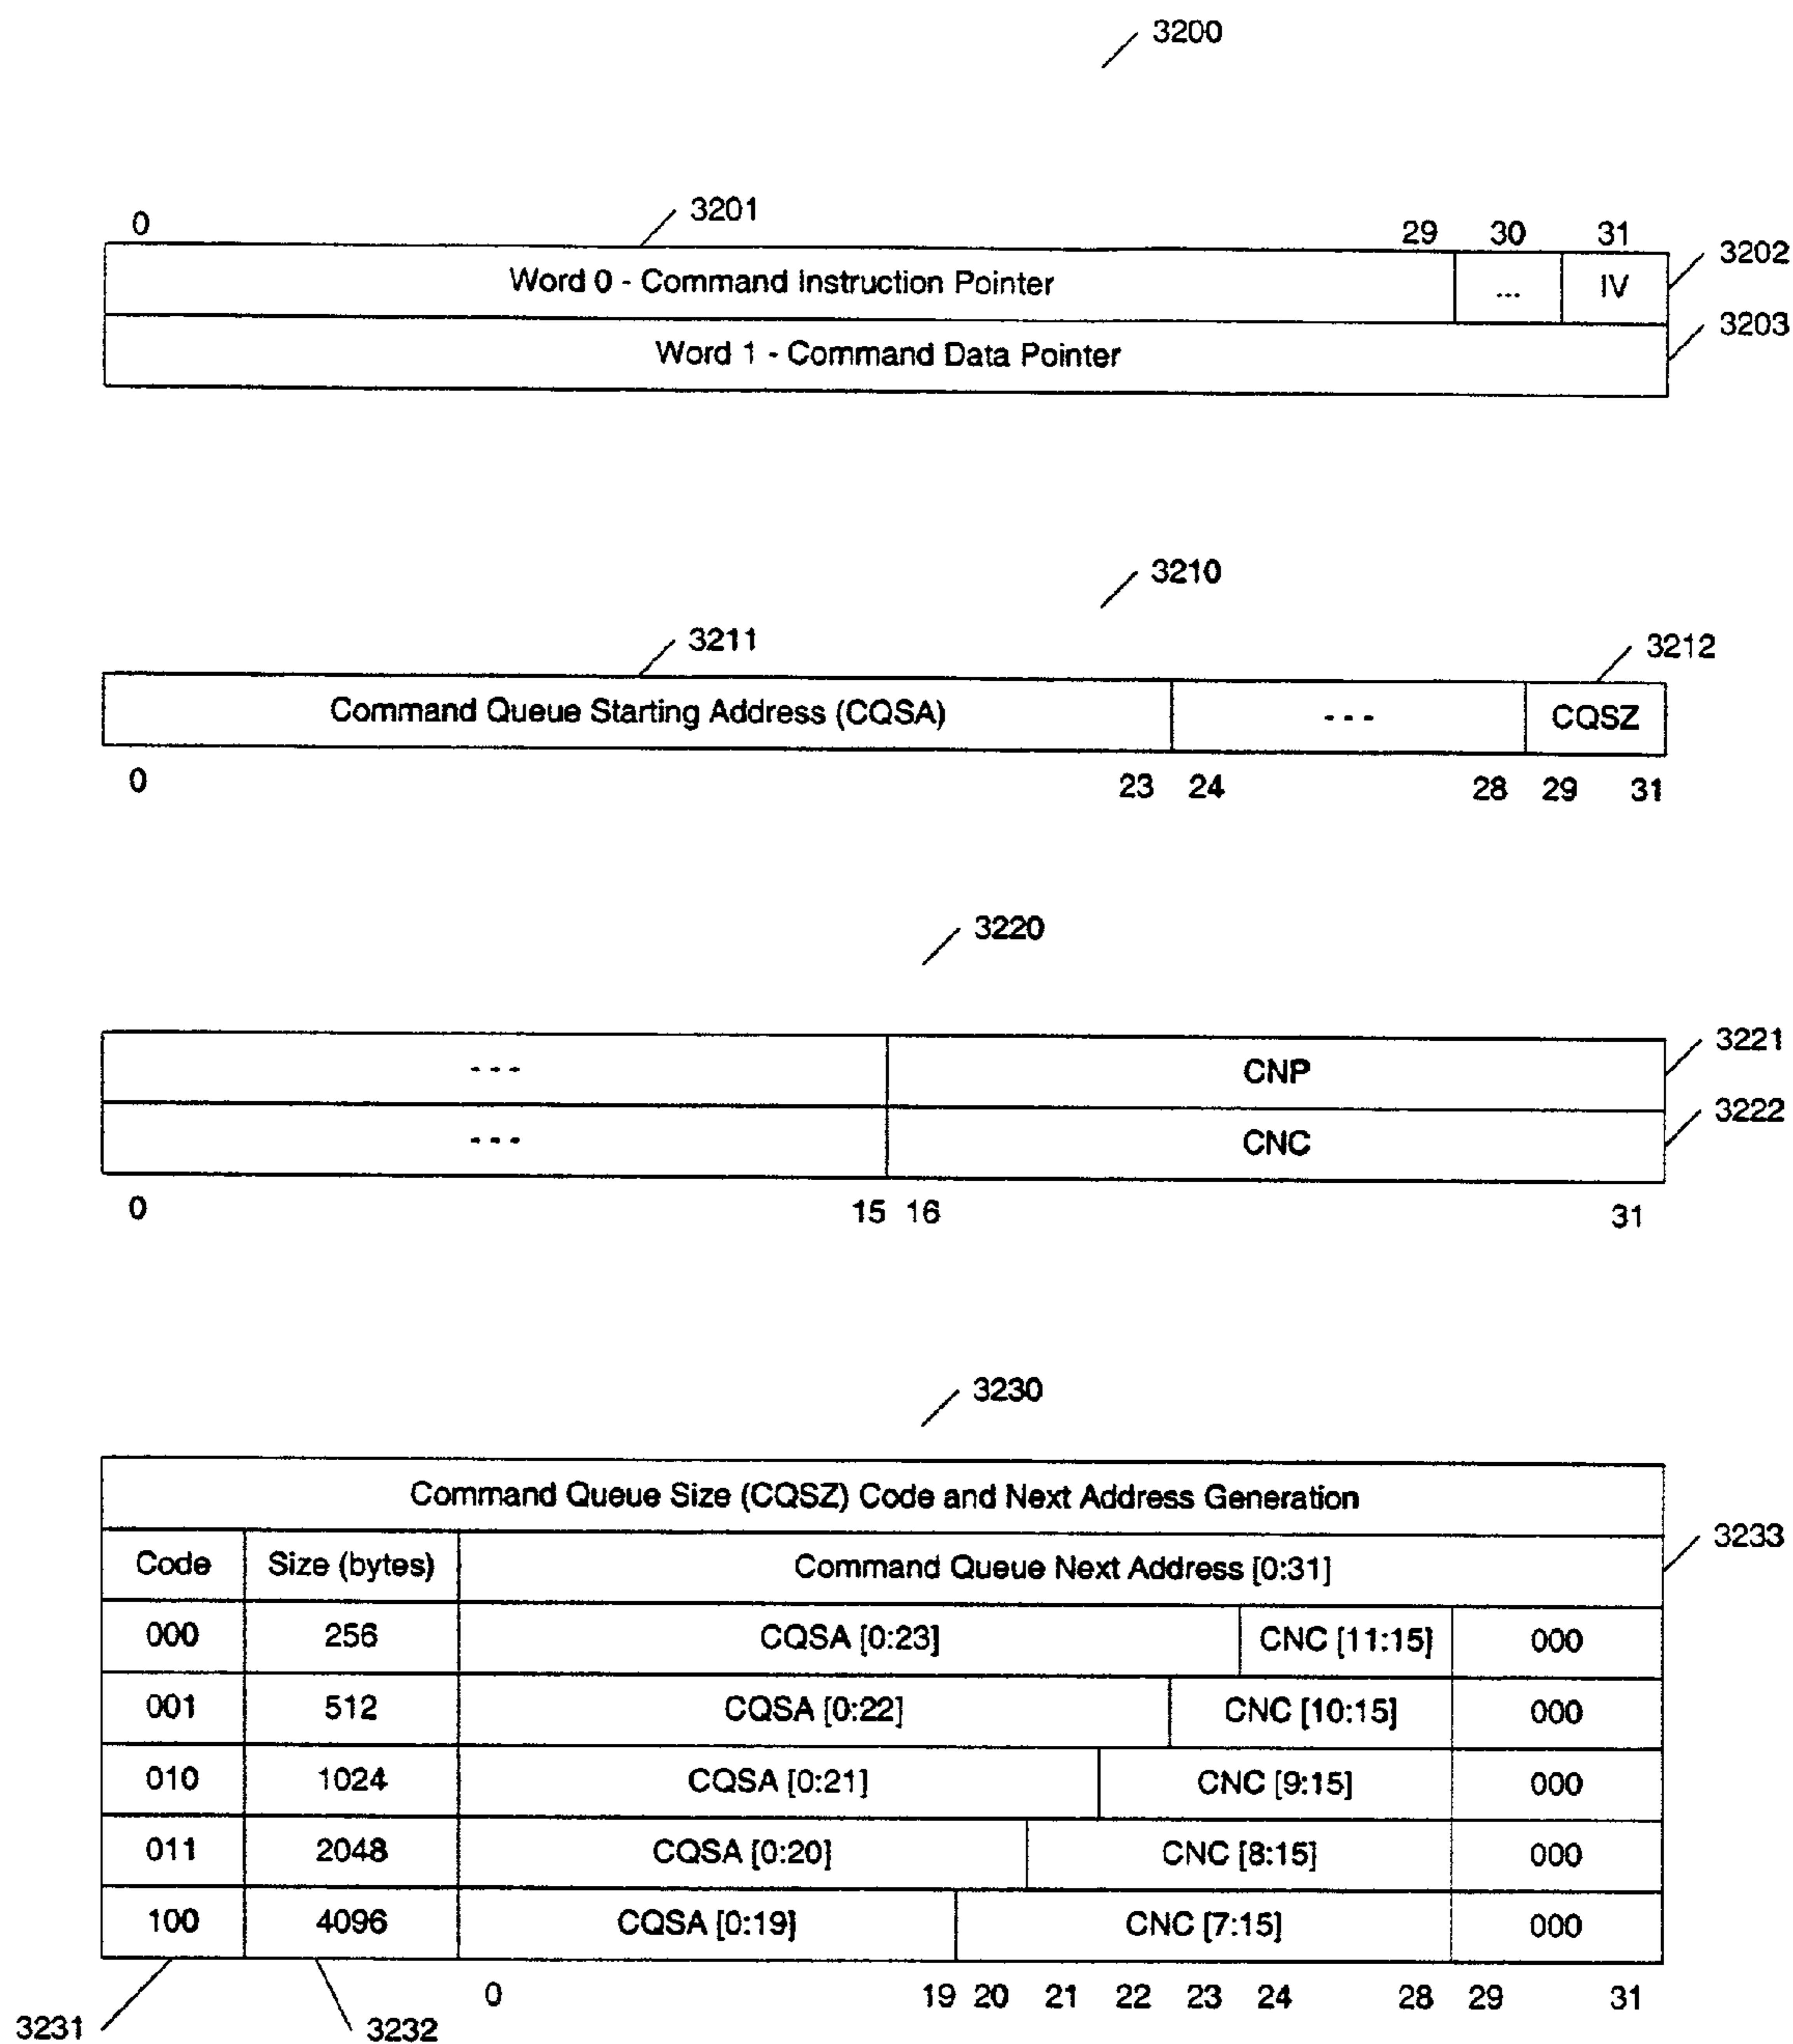 3200
0 3201 29 30 31
Word 0 - Command Instruction Pointer ... IV 3202
Word 1 - Command Data Pointer 3203
3210
3211 3212
Command Queue Starting Address (CQSA) --- CQSZ
0 23 24 28 29 31
3220
--- CNP 3221
--- CNC 3222
0 15 16 31
3230
Command Queue Size (CQSZ) Code and Next Address Generation
Code Size (bytes) Command Queue Next Address [0:31] 3233
000 256 CQSA [0:23] CNC [11:15] 000
001 512 CQSA [0:22] CNC [10:15] 000
010 1024 CQSA [0:21] CNC [9:15] 000
011 2048 CQSA [0:20] CNC [8:15] 000
100 4096 CQSA [0:19] CNC [7:15] 000
0 19 20 21 22 23 24 28 29 31
3231 3232